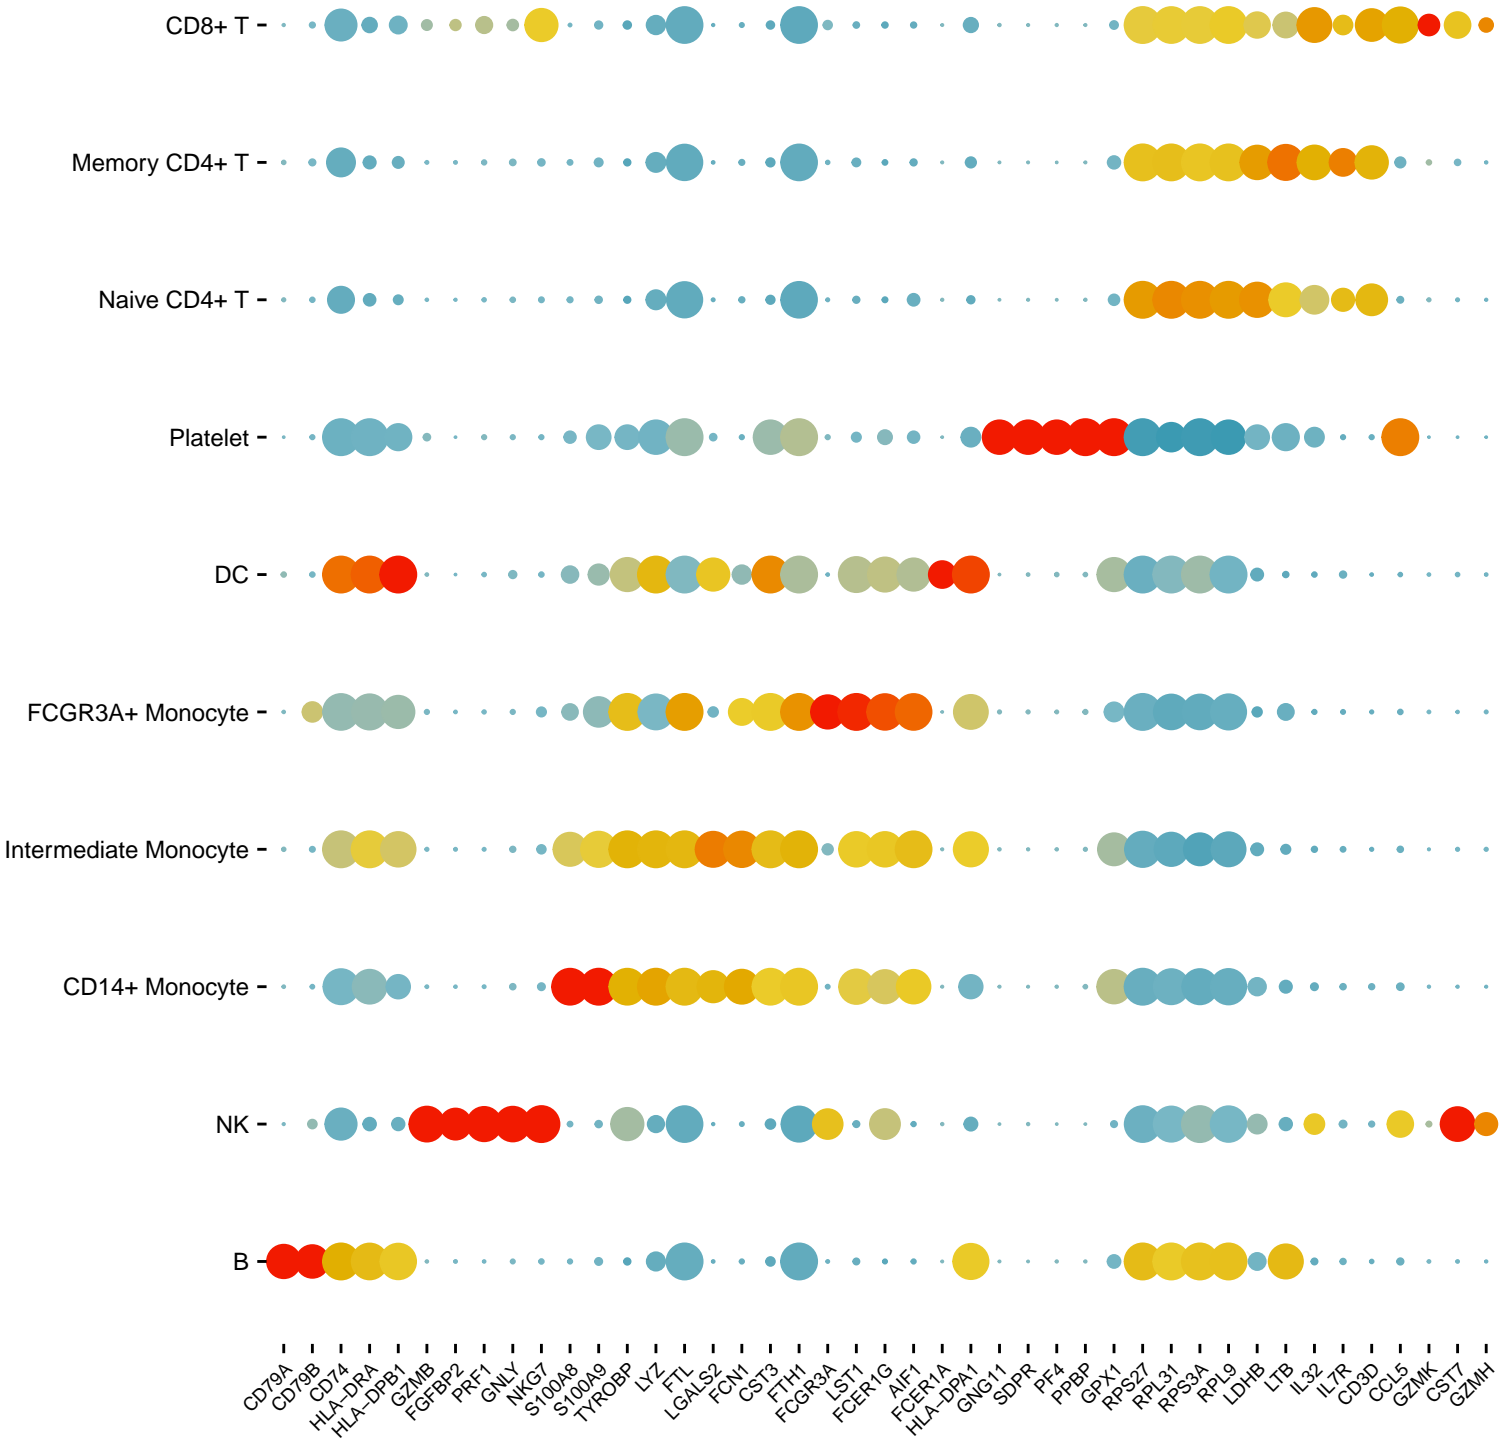 CD8+ T
Memory CD4+ T
Naive CD4+ T
Platelet
DC
FCGR3A+ Monocyte
Intermediate Monocyte
CD14+ Monocyte
NK
B
CD79A
CD79B
CD74
HLA−DRA
HLA−DPB1
GZMB
FGFBP2
PRF1
GNLY
NKG7
S100A8
S100A9
TYROBP
LYZ
FTL
LGALS2
FCN1
CST3
FTH1
FCGR3A
LST1
FCER1G
AIF1
FCER1A
HLA−DPA1
GNG11
SDPR
PF4
PPBP
GPX1
RPS27
RPL31
RPS3A
RPL9
LDHB
LTB
IL32
IL7R
CD3D
CCL5
GZMK
CST7
GZMH